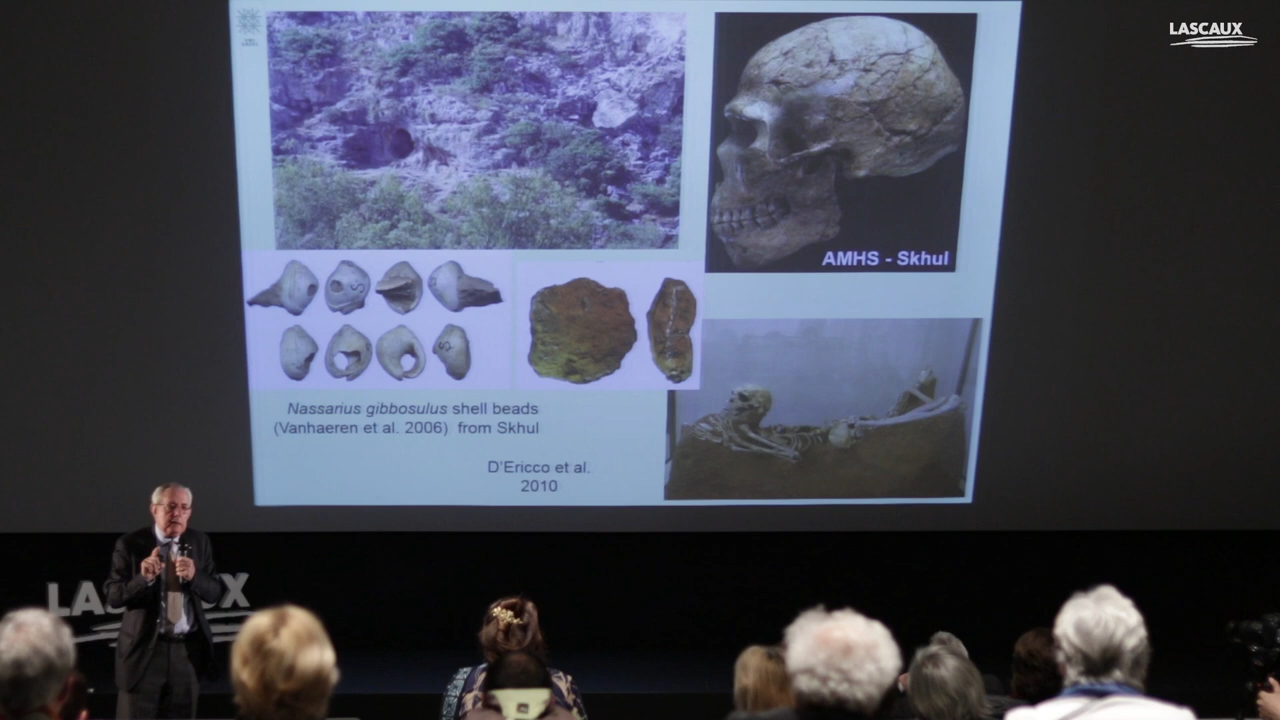 LASCAUX
AMHS - Skhul
Nassarius gibbosulus shell beads
(Vanhaeren et al. 2006) from Skhul
D'Ericco et al.
2010